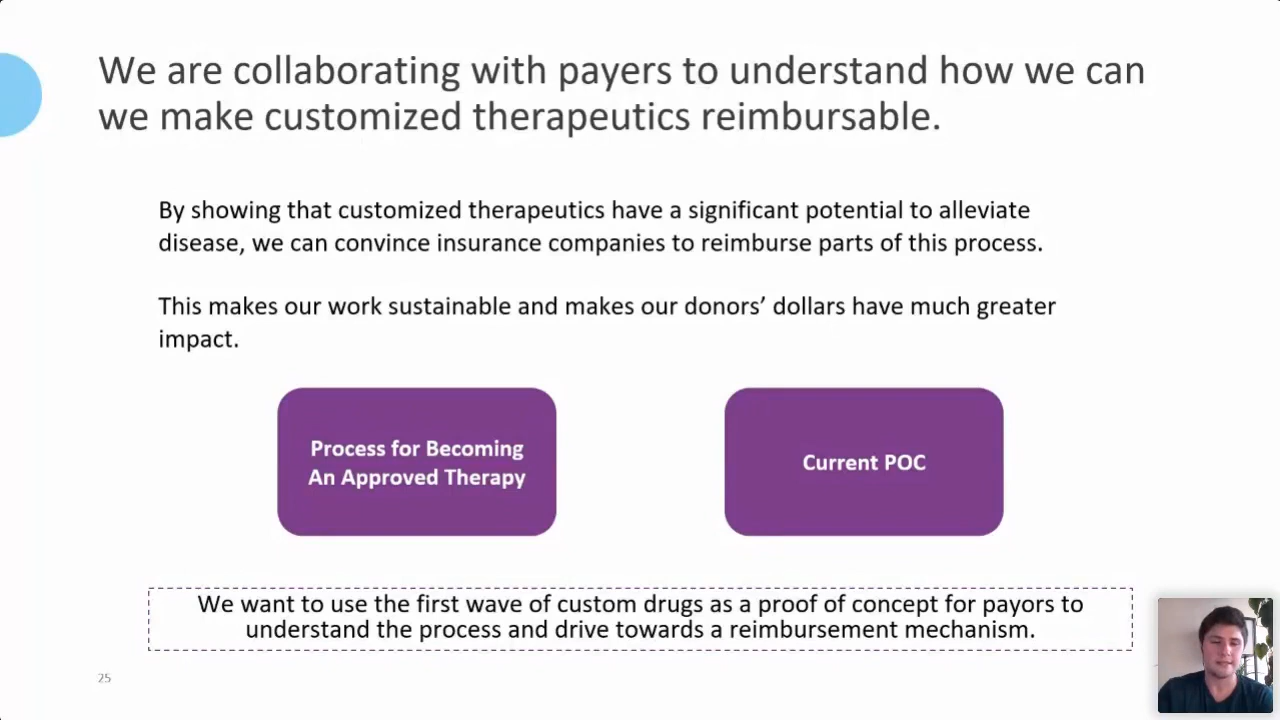 We are collaborating with payers to understand how we can
we make customized therapeutics reimbursable.
By showing that customized therapeutics have a significant potential to alleviate
disease, we can convince insurance companies to reimburse parts of this process.
This makes our work sustainable and makes our donors’ dollars have much greater
impact.
Process for Becoming
An Approved Therapy
Current POC
We want to use the first wave of custom drugs as a proof of concept for payors to
understand the process and drive towards a reimbursement mechanism.
25